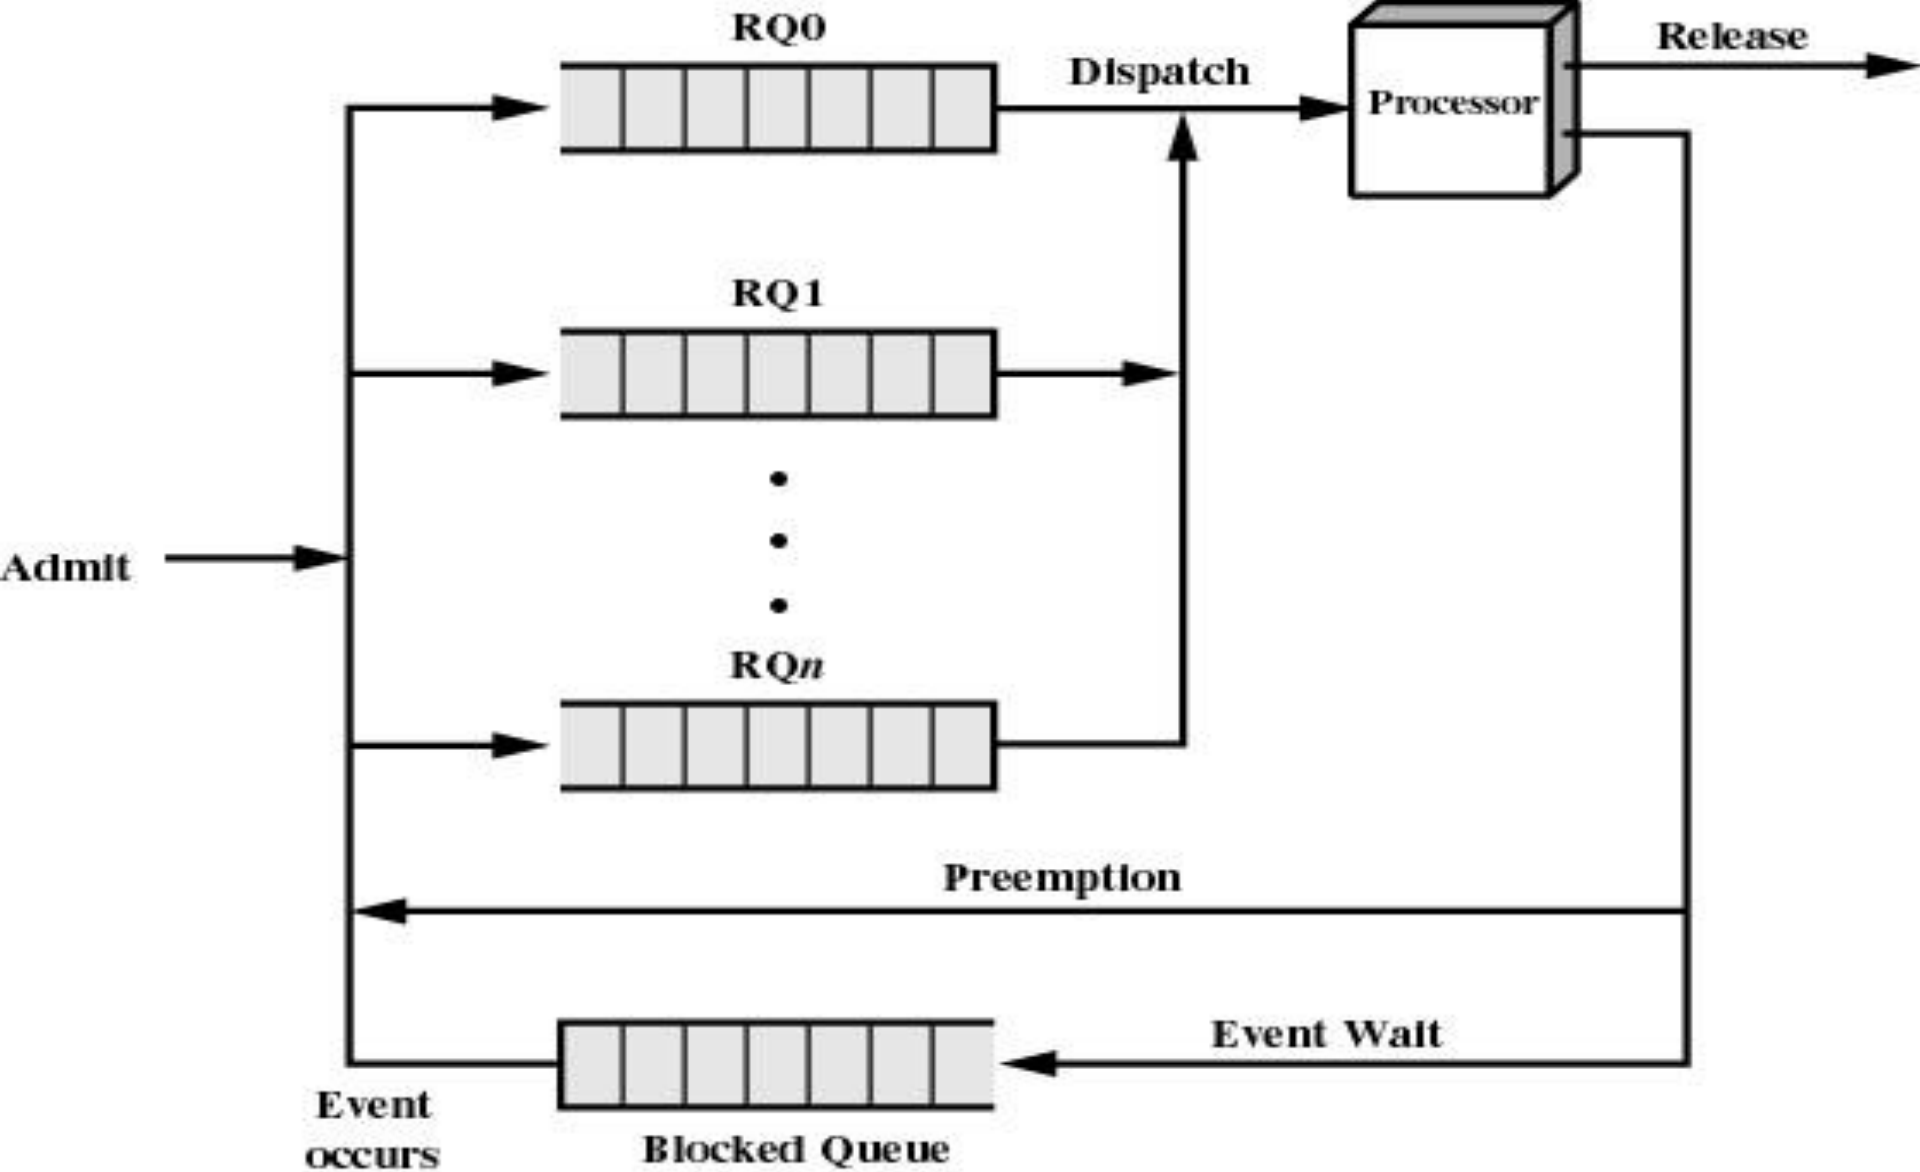 RQ0
Release
Dispatch
Processor
RQ1
Admit
RQn
Preemption
Event Wait
Event
occurs
Blocked Queue